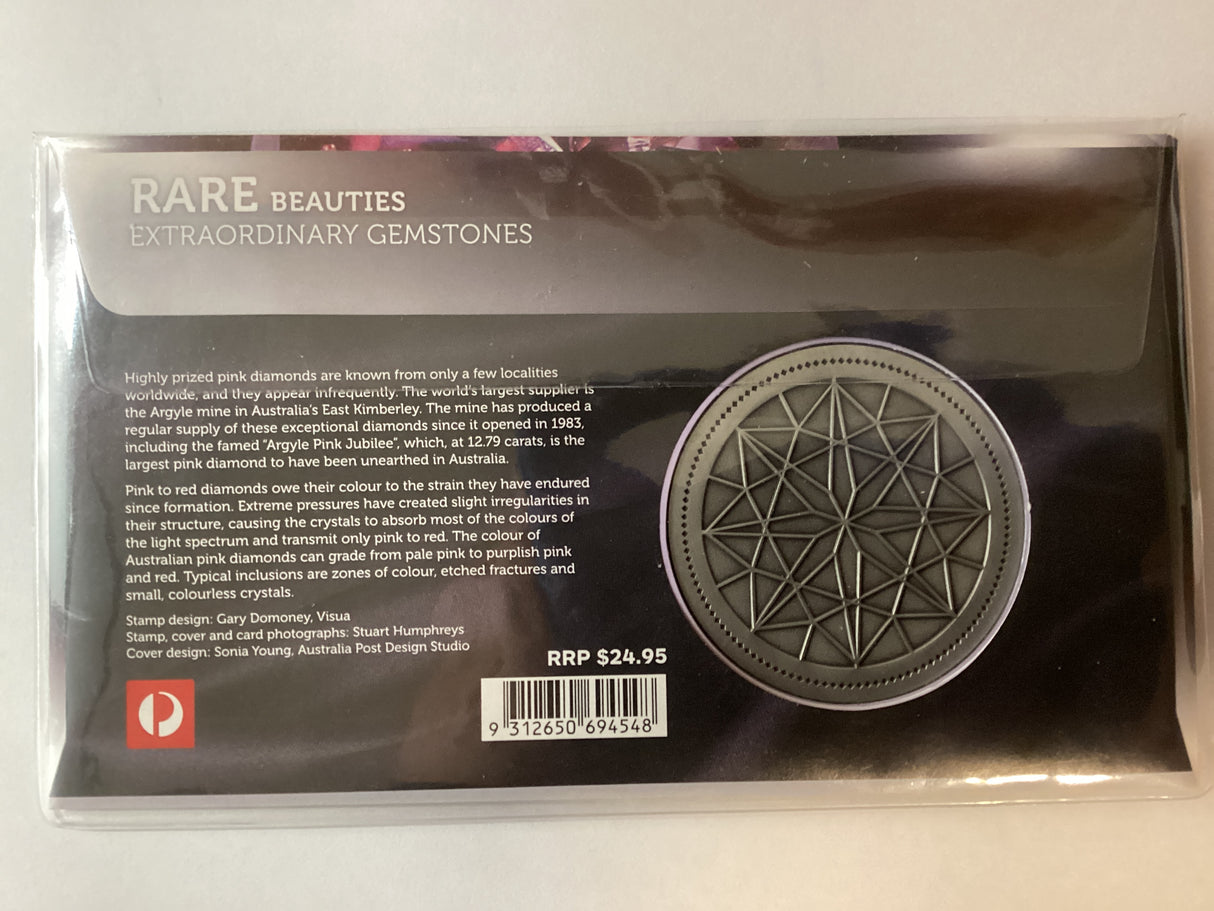 RARE BEAUTIES
EXTRAORDINARY GEMSTONES
Highly prized pink diamonds are known from only a few localities
worldwide, and they appear infrequently. The world's largest supplier is
the Argyle mine in Australia's East Kimberley. The mine has produced a
regular supply of these exceptional diamonds since it opened in 1983,
including the famed "Argyle Pink Jubilee", which, at 12.79 carats, is the
largest pink diamond to have been unearthed in Australia.
Pink to red diamonds owe their colour to the strain they have endured
since formation. Extreme pressures have created slight irregularities in
their structure, causing the crystals to absorb most of the colours of
the light spectrum and transmit only pink to red. The colour of
Australian pink diamonds can grade from pale pink to purplish pink
and red. Typical inclusions are zones of colour, etched fractures and
small, colourless crystals.
Stamp design: Gary Domoney, Visua
Stamp, cover and card photographs: Stuart Humphreys
Cover design: Sonia Young, Australia Post Design Studio
RRP $24.95
9 312650 694548